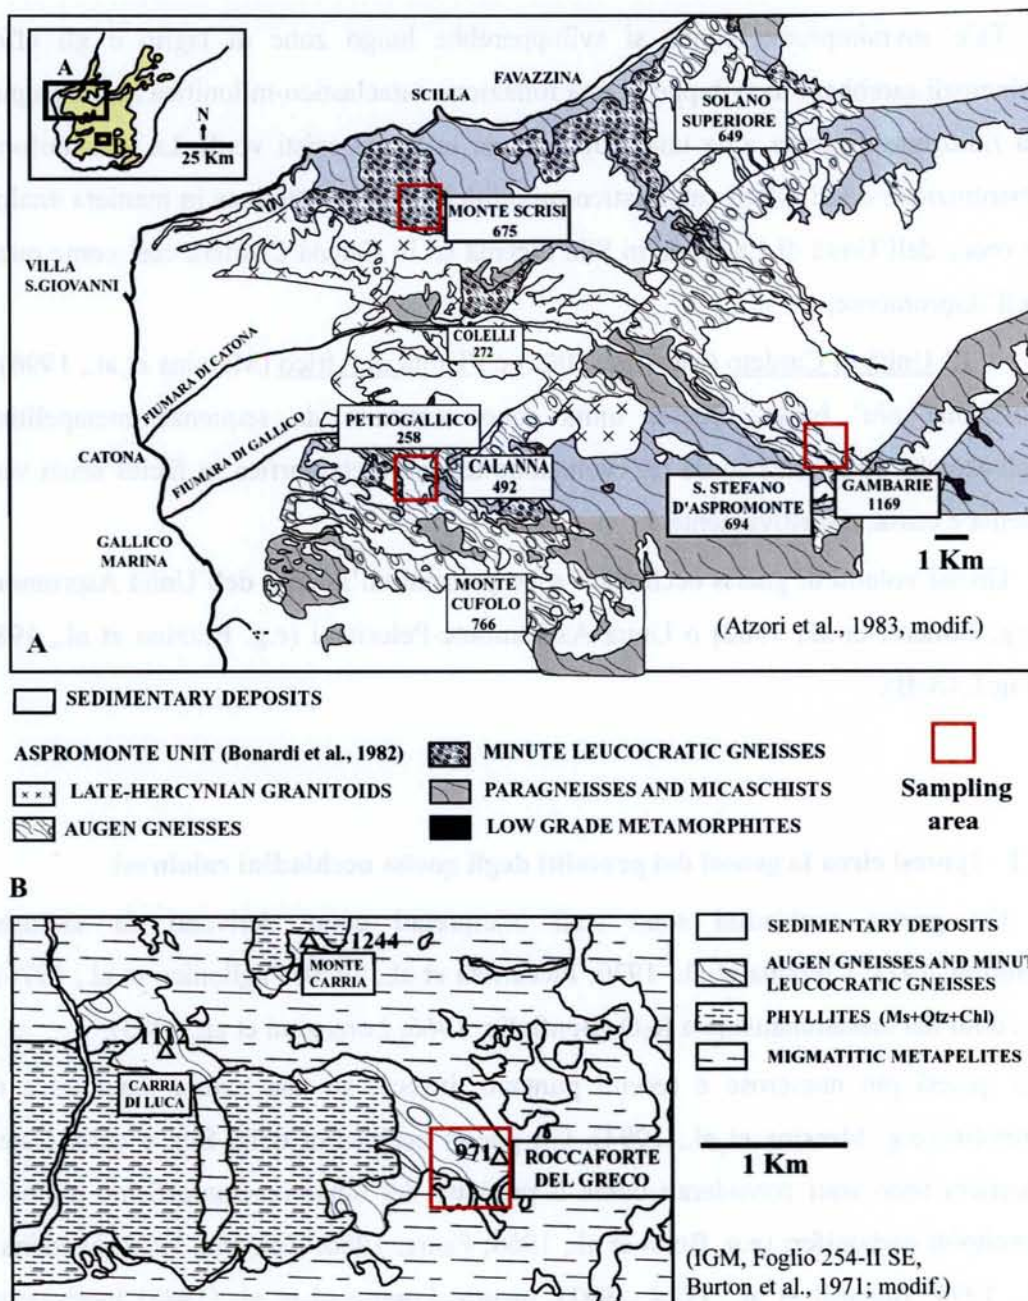 A
B
N
25 Km
FAVAZZINA
SCILLA
SOLANO
SUPERIORE
649
MONTE SCRISI
675
VILLA
S.GIOVANNI
COLELLI
272
FIUMARA DI CATONA
PETTOGALLICO
258
FIUMARA DI GALLICO
CATONA
CALANNA
492
S. STEFANO
D'ASPROMONTE
694
GAMBARIE
1169
GALLICO
MARINA
1 Km
MONTE
CUFOLO
766
(Atzori et al., 1983, modif.)
A
SEDIMENTARY DEPOSITS
ASPROMONTE UNIT (Bonardi et al., 1982)
MINUTE LEUCOCRATIC GNEISSES
LATE-HERCYNIAN GRANITOIDS
PARAGNEISSES AND MICASCHISTS
AUGEN GNEISSES
LOW GRADE METAMORPHITES
Sampling
area
B
1244
MONTE
CARRIA
CARRIA
DI LUCA
971
ROCCAFORTE
DEL GRECO
SEDIMENTARY DEPOSITS
AUGEN GNEISSES AND MINUT
LEUCOCRATIC GNEISSES
PHYLLITES (Ms+Qtz+Chl)
MIGMATITIC METAPELITES
1 Km
(IGM, Foglio 254-II SE,
Burton et al., 1971; modif.)